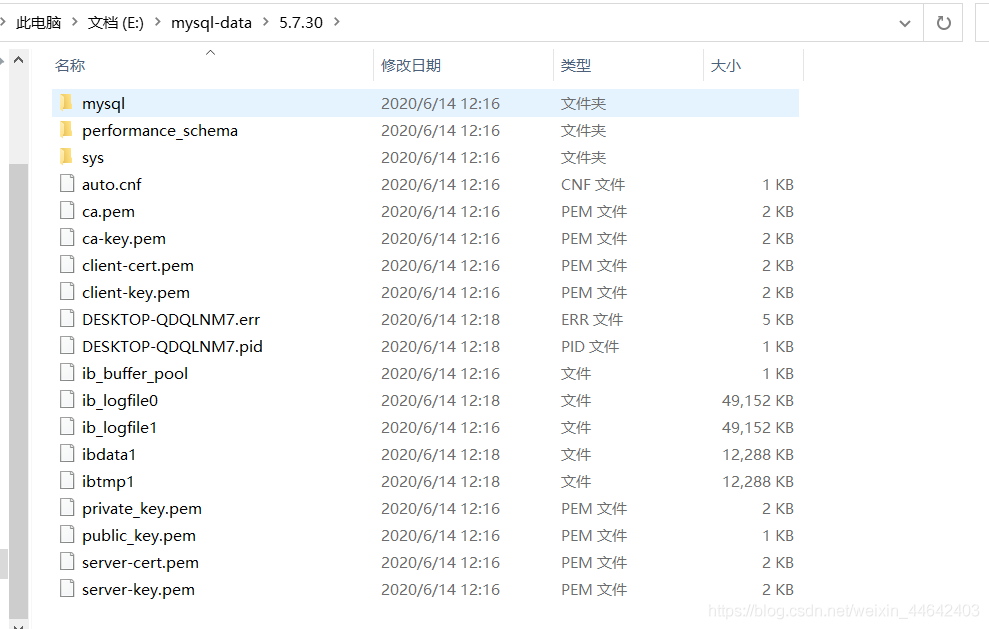 此电脑 > 文档 (E:) > mysql-data > 5.7.30 >
名称 修改日期 类型 大小
mysql 2020/6/14 12:16 文件夹
performance_schema 2020/6/14 12:16 文件夹
sys 2020/6/14 12:16 文件夹
auto.cnf 2020/6/14 12:16 CNF 文件 1 KB
ca.pem 2020/6/14 12:16 PEM 文件 2 KB
ca-key.pem 2020/6/14 12:16 PEM 文件 2 KB
client-cert.pem 2020/6/14 12:16 PEM 文件 2 KB
client-key.pem 2020/6/14 12:16 PEM 文件 2 KB
DESKTOP-QDQLNM7.err 2020/6/14 12:18 ERR 文件 5 KB
DESKTOP-QDQLNM7.pid 2020/6/14 12:18 PID 文件 1 KB
ib_buffer_pool 2020/6/14 12:16 文件 1 KB
ib_logfile0 2020/6/14 12:18 文件 49,152 KB
ib_logfile1 2020/6/14 12:16 文件 49,152 KB
ibdata1 2020/6/14 12:18 文件 12,288 KB
ibtmp1 2020/6/14 12:18 文件 12,288 KB
private_key.pem 2020/6/14 12:16 PEM 文件 2 KB
public_key.pem 2020/6/14 12:16 PEM 文件 1 KB
server-cert.pem 2020/6/14 12:16 PEM 文件 2 KB
server-key.pem 2020/6/14 12:16 PEM 文件 2 KB
https://blog.csdn.net/weixin_44642403